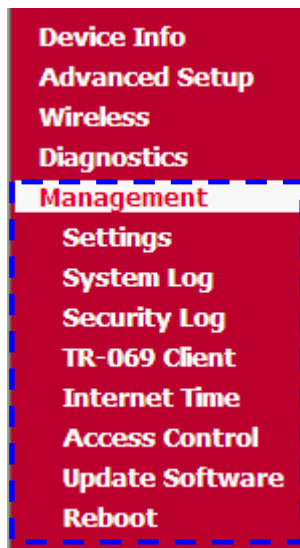 Device Info
Advanced Setup
Wireless
Diagnostics
Management
Settings
System Log
Security Log
TR-069 Client
Internet Time
Access Control
Update Software
Reboot